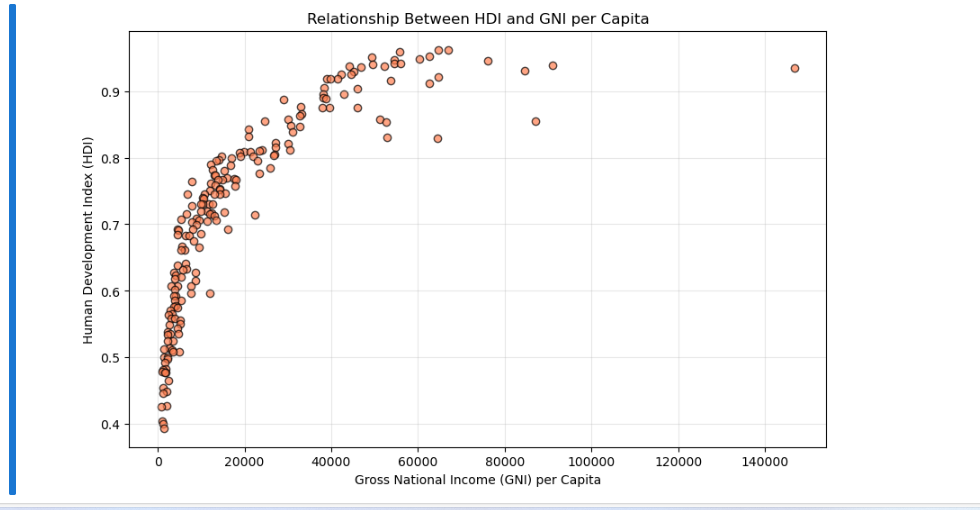 Relationship Between HDI and GNI per Capita
Human Development Index (HDI)
0.9
0.8
0.7
0.6
0.5
0.4
0 20000 40000 60000 80000 100000 120000 140000
Gross National Income (GNI) per Capita